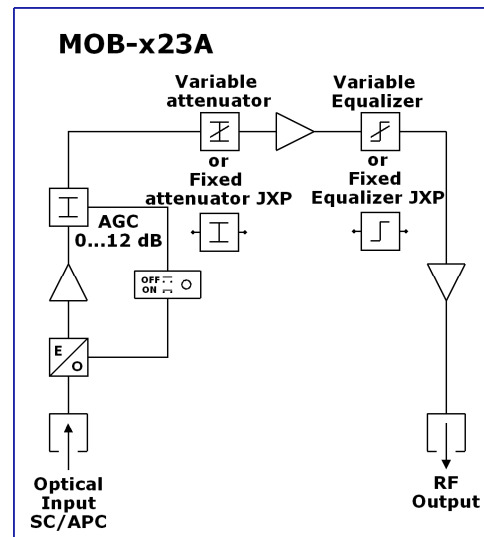 MOB-x23A
Variable
attenuator
Variable
Equalizer
or
Fixed
attenuator JXP
or
Fixed
Equalizer JXP
AGC
0...12 dB
OFF
ON
E
O
Optical
Input
SC/APC
RF
Output